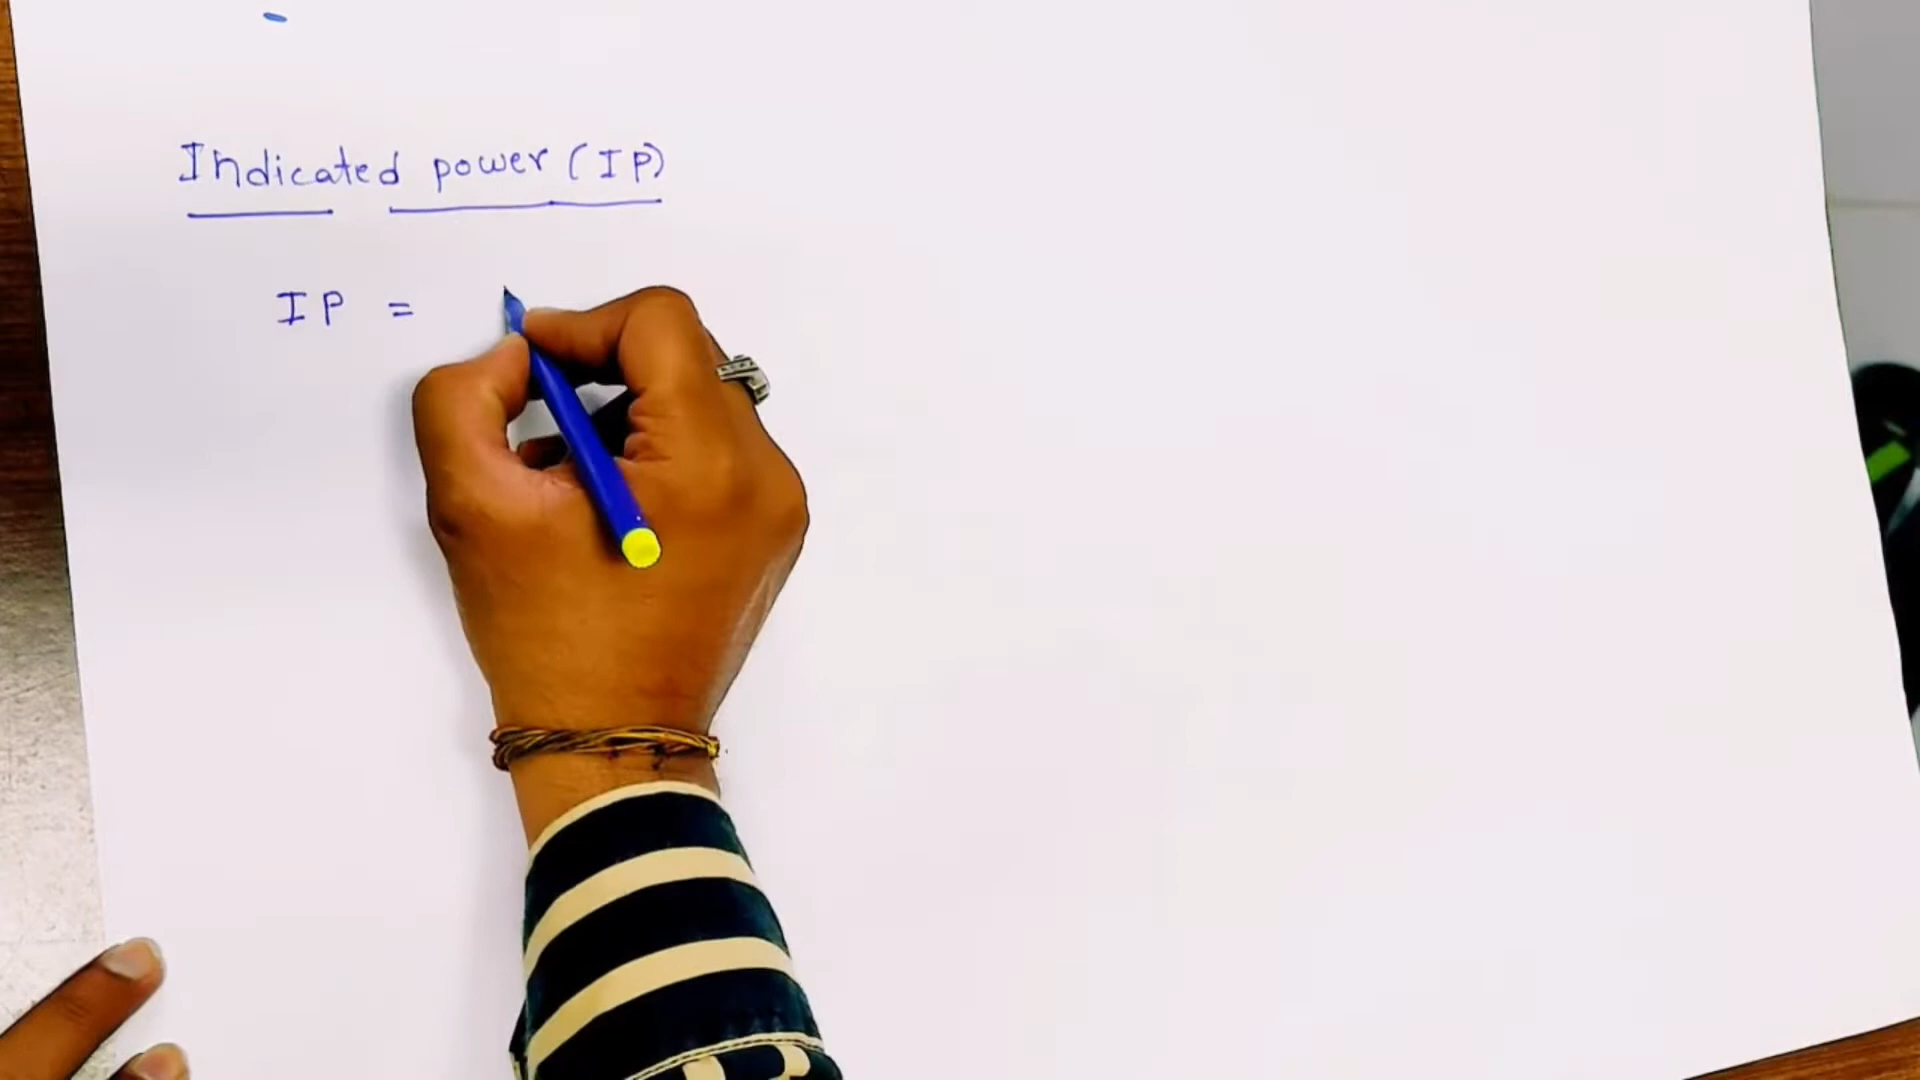 Indicated power (IP)
IP =